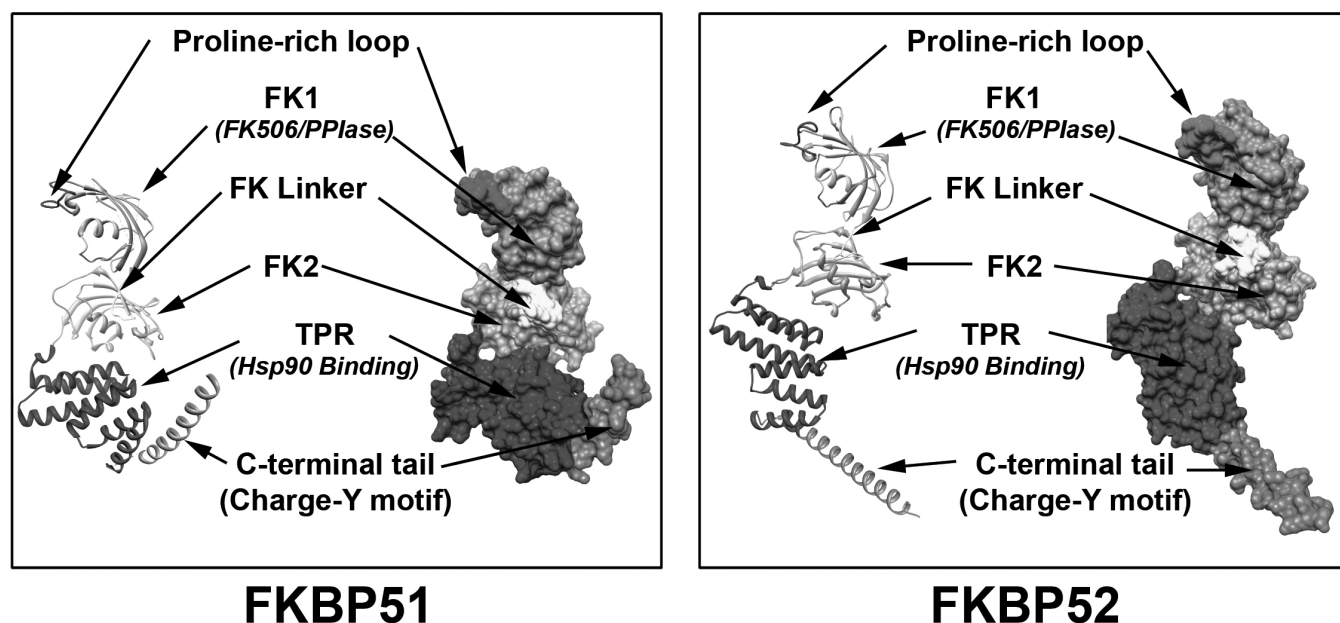 Proline-rich loop
FK1
(FK506/PPIase)
FK Linker
FK2
TPR
(Hsp90 Binding)
C-terminal tail
(Charge-Y motif)
FKBP51
Proline-rich loop
FK1
(FK506/PPIase)
FK Linker
FK2
TPR
(Hsp90 Binding)
C-terminal tail
(Charge-Y motif)
FKBP52